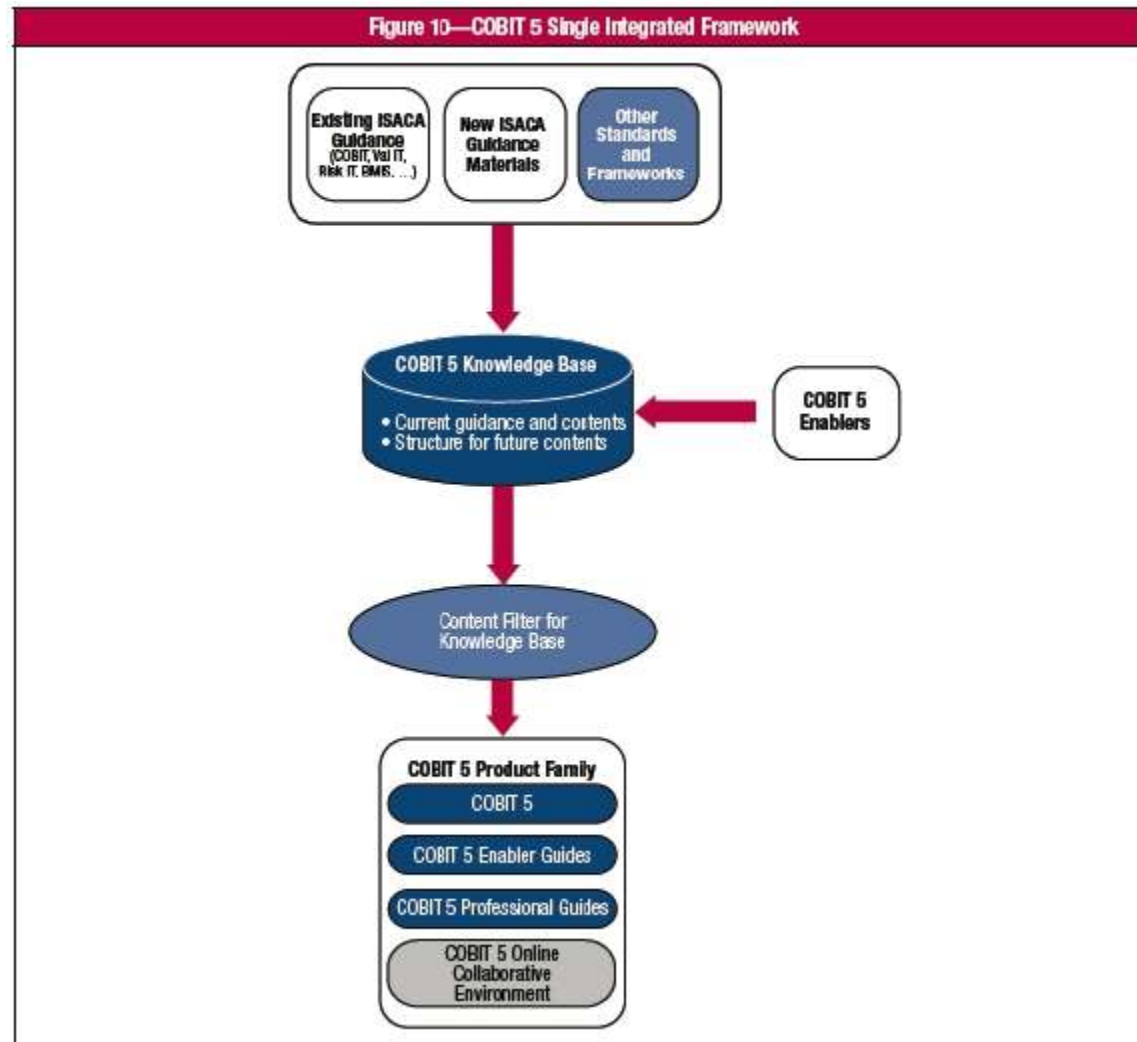 Figure 10—COBIT 5 Single Integrated Framework
Existing ISACA
Guidance
(COBIT, Val IT,
Risk IT, BMIS, …)
New ISACA
Guidance
Materials
Other
Standards
and
Frameworks
COBIT 5 Knowledge Base
• Current guidance and contents
• Structure for future contents
COBIT 5
Enablers
Content Filter for
Knowledge Base
COBIT 5 Product Family
COBIT 5
COBIT 5 Enabler Guides
COBIT 5 Professional Guides
COBIT 5 Online
Collaborative
Environment